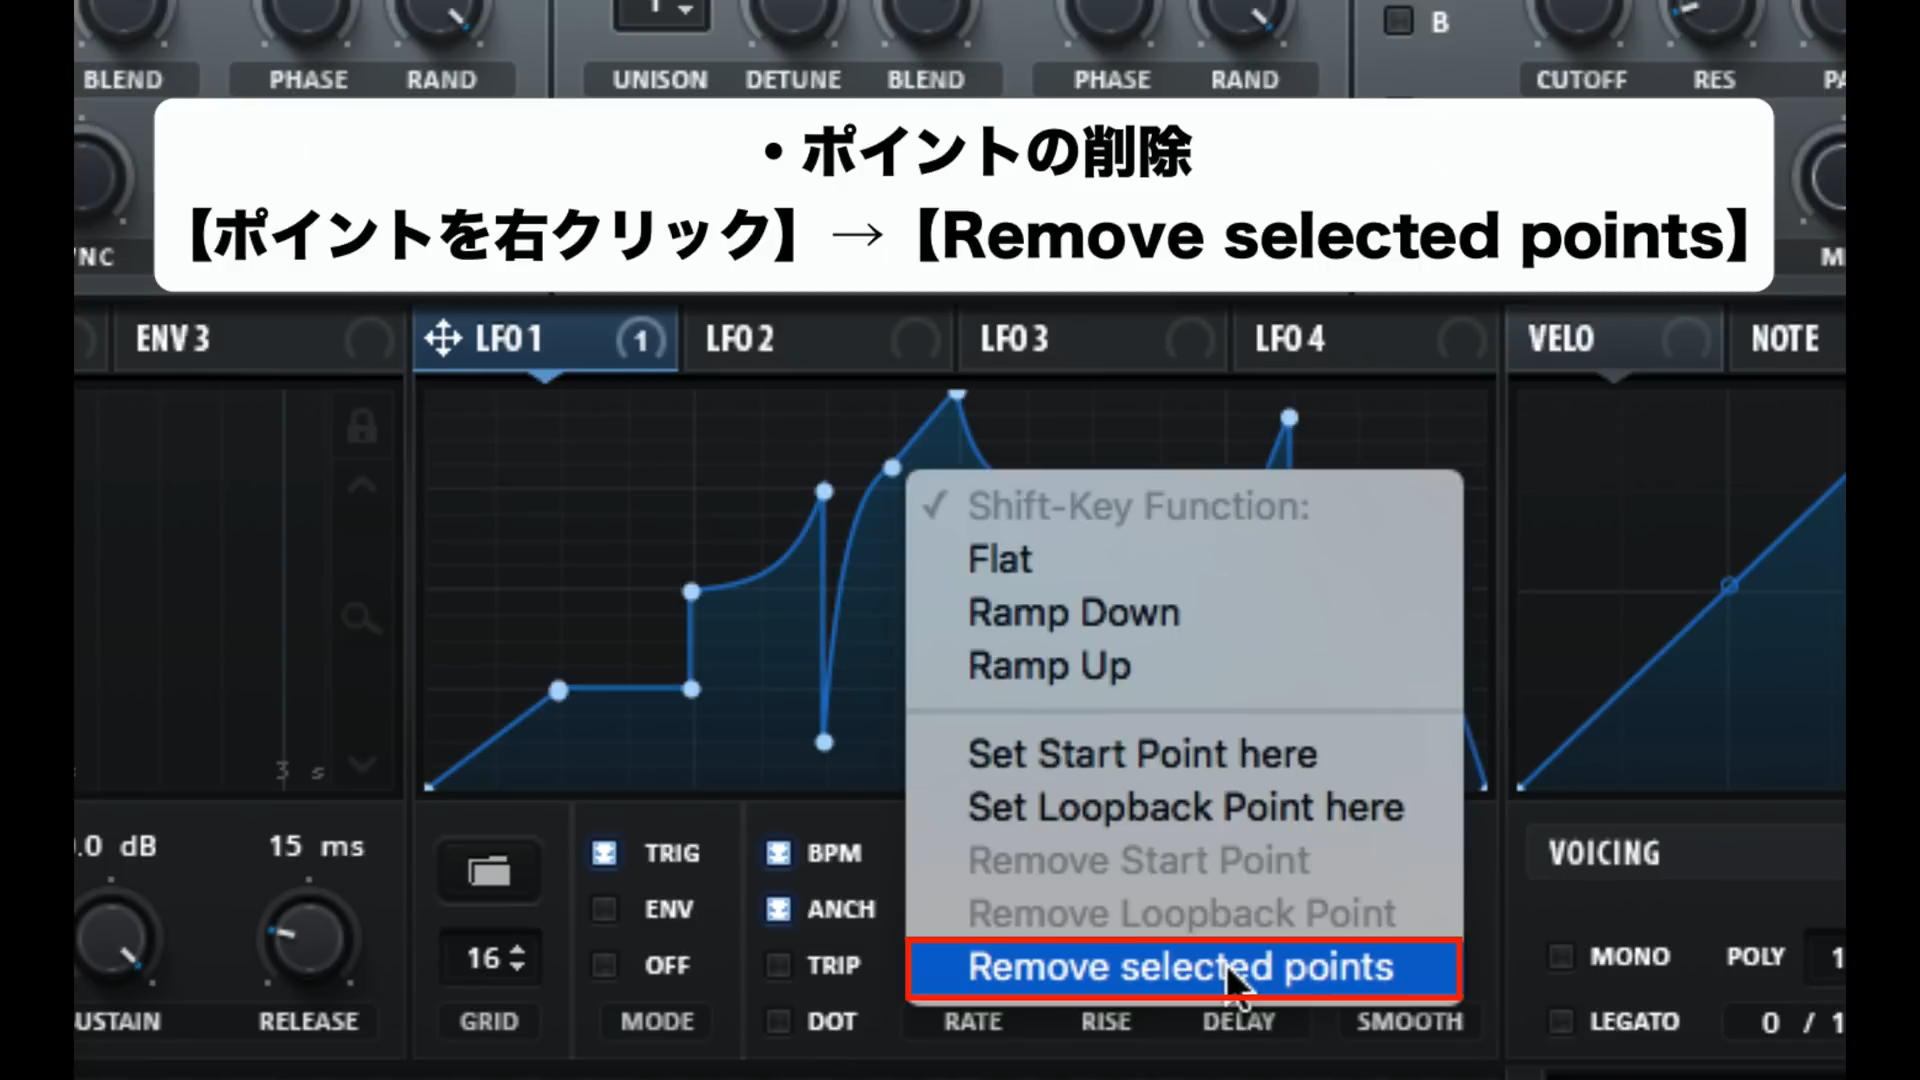 BLEND PHASE RAND UNISON DETUNE BLEND PHASE RAND B CUTOFF RES
・ポイントの削除
【ポイントを右クリック】→【Remove selected points】
ENV 3 LFO 1 1 LFO 2 LFO 3 LFO 4 VELO NOTE
✓ Shift-Key Function:
Flat
Ramp Down
Ramp Up
Set Start Point here
Set Loopback Point here
Remove Start Point
Remove Loopback Point
Remove selected points
3 s
.0 dB 15 ms TRIG BPM VOICING
ENV ANCH
16 OFF TRIP MONO POLY 1
USTAIN RELEASE GRID MODE DOT RATE RISE DELAY SMOOTH LEGATO 0 / 1